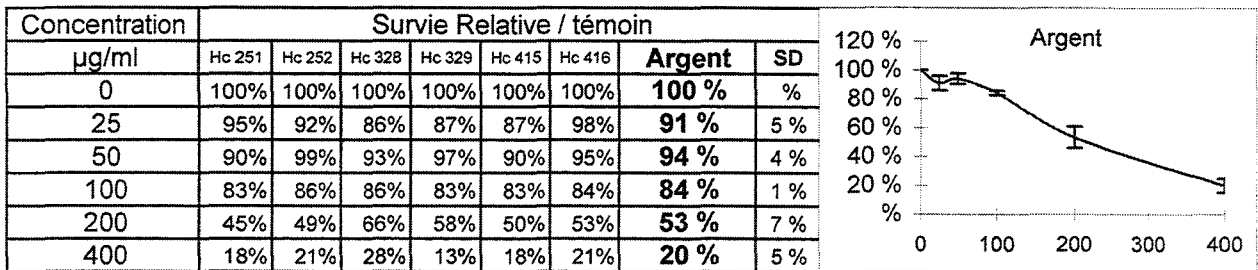 Concentration Survie Relative / témoin
µg/ml Hc 251 Hc 252 Hc 328 Hc 329 Hc 415 Hc 416 Argent SD
0 100% 100% 100% 100% 100% 100% 100 % %
25 95% 92% 86% 87% 87% 98% 91 % 5 %
50 90% 99% 93% 97% 90% 95% 94 % 4 %
100 83% 86% 86% 83% 83% 84% 84 % 1 %
200 45% 49% 66% 58% 50% 53% 53 % 7 %
400 18% 21% 28% 13% 18% 21% 20 % 5 %
Argent
120 %
100 %
80 %
60 %
40 %
20 %
%
0 100 200 300 400